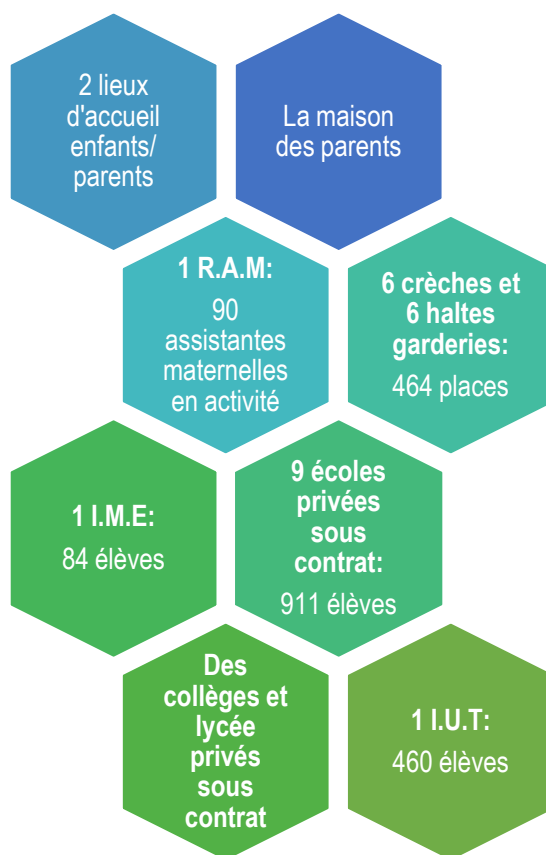 2 lieux
d'accueil
enfants/
parents
La maison
des parents
1 R.A.M:
90
assistantes
maternelles
en activité
6 crèches et
6 haltes
garderies:
464 places
1 I.M.E:
84 élèves
9 écoles
privées
sous
contrat:
911 élèves
Des
collèges et
lycée
privés
sous
contrat
1 I.U.T:
460 élèves